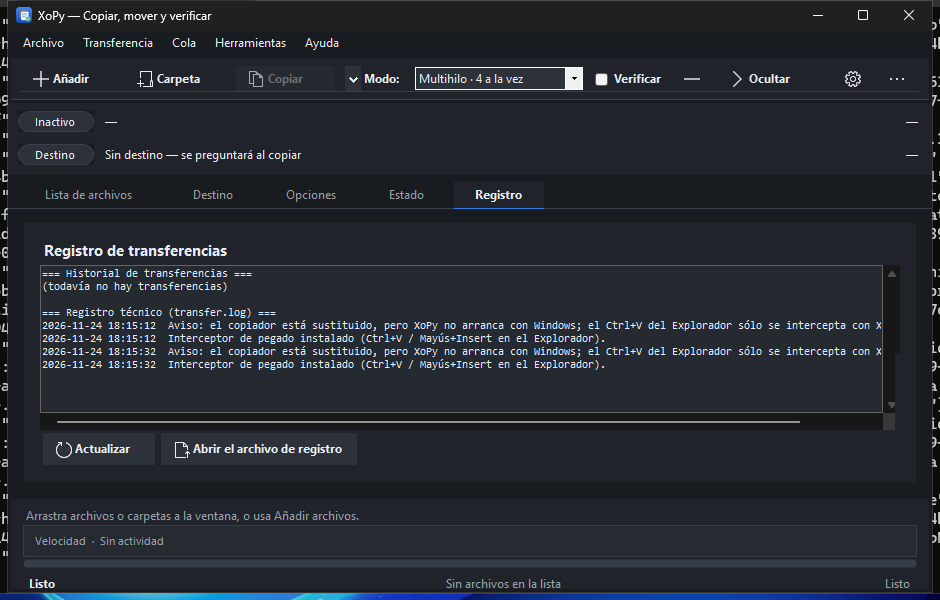 XoPy — Copiar, mover y verificar
Archivo Transferencia Cola Herramientas Ayuda
Añadir Carpeta Copiar Modo: Multihilo · 4 a la vez Verificar — Ocultar ...
Inactivo —
Destino Sin destino — se preguntará al copiar
Lista de archivos Destino Opciones Estado Registro
Registro de transferencias
=== Historial de transferencias ===
(todavía no hay transferencias)
=== Registro técnico (transfer.log) ===
2026-11-24 18:15:12 Aviso: el copiador está sustituido, pero XoPy no arranca con Windows; el Ctrl+V del Explorador sólo se intercepta con X
2026-11-24 18:15:12 Interceptor de pegado instalado (Ctrl+V / Mayús+Insert en el Explorador).
2026-11-24 18:15:32 Aviso: el copiador está sustituido, pero XoPy no arranca con Windows; el Ctrl+V del Explorador sólo se intercepta con X
2026-11-24 18:15:32 Interceptor de pegado instalado (Ctrl+V / Mayús+Insert en el Explorador).
Actualizar Abrir el archivo de registro
Arrastra archivos o carpetas a la ventana, o usa Añadir archivos.
Velocidad · Sin actividad
Listo Sin archivos en la lista Listo